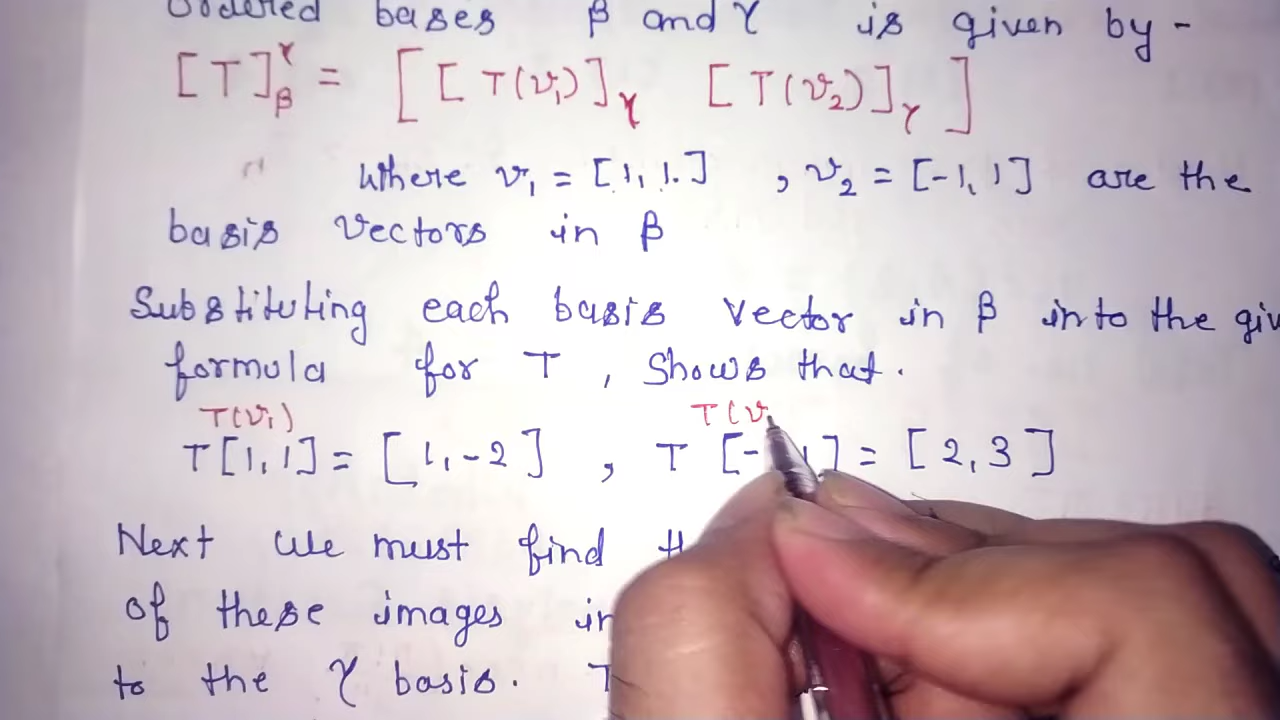 Ordered bases β and γ is given by -
[T]_β^γ = [ [T(v₁)]_γ [T(v₂)]_γ ]
Where v₁ = [1, 1.] , v₂ = [-1, 1] are the
basis vectors in β
Substituting each basis vector in β into the
formula for T , Shows that.
T(v₁) T(v
T[1, 1] = [1, -2] , T [- 1] = [2, 3]
Next We must find
of these images
to the γ basis.